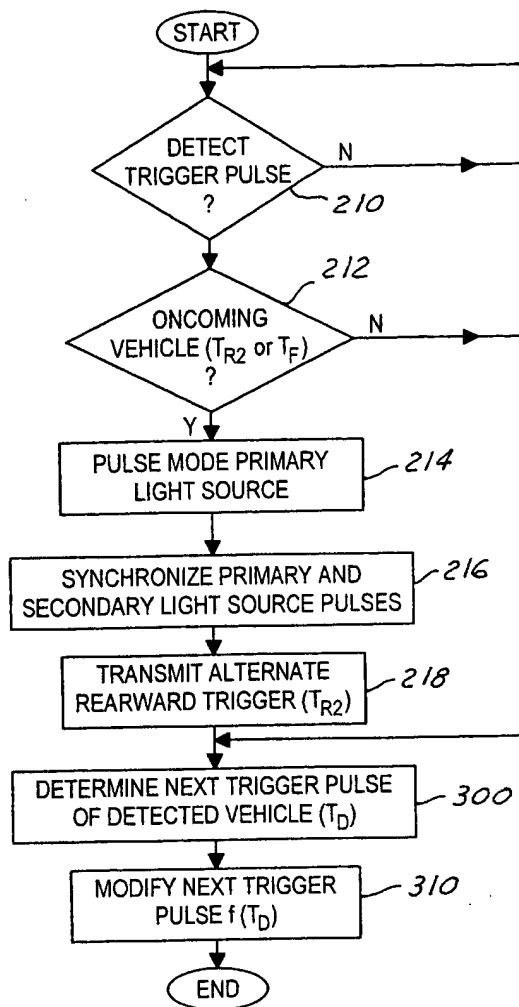 START
DETECT
TRIGGER PULSE
?
N
210
212
ONCOMING
VEHICLE (TR2 or TF)
?
N
Y
PULSE MODE PRIMARY
LIGHT SOURCE
214
SYNCHRONIZE PRIMARY AND
SECONDARY LIGHT SOURCE PULSES
216
TRANSMIT ALTERNATE
REARWARD TRIGGER (TR2)
218
DETERMINE NEXT TRIGGER PULSE
OF DETECTED VEHICLE (TD)
300
MODIFY NEXT TRIGGER
PULSE f (TD)
310
END